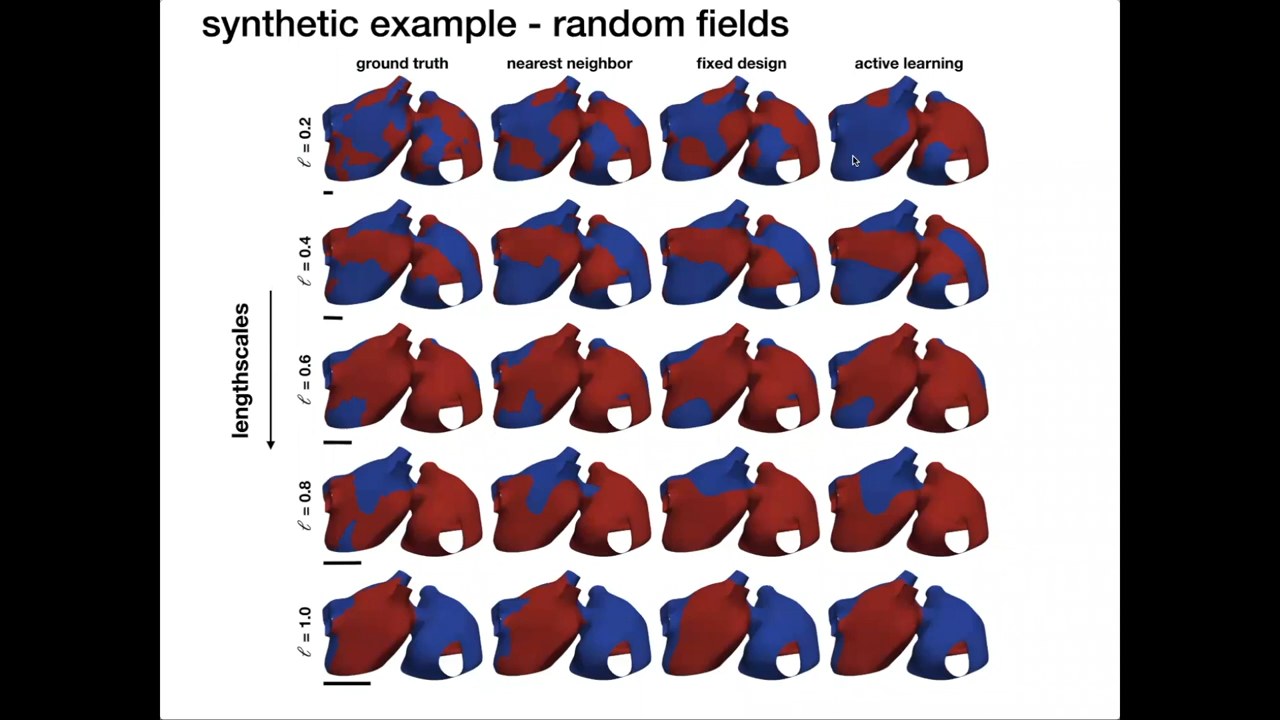 synthetic example - random fields
ground truth
nearest neighbor
fixed design
active learning
ℓ = 0.2
ℓ = 0.4
lengthscales
ℓ = 0.6
ℓ = 0.8
ℓ = 1.0